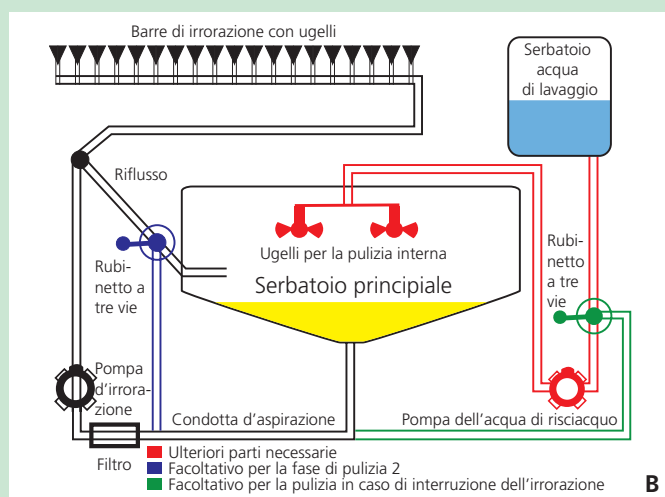 Barre di irrorazione con ugelli
Serbatoio
acqua
di lavaggio
Riflusso
Ugelli per la pulizia interna
Serbatoio principiale
Rubi-
netto a
tre vie
Rubi-
netto
a tre
vie
Pompa
d'irrora-
zione
Condotta d'aspirazione
Pompa dell'acqua di risciacquo
Filtro
Ulteriori parti necessarie
Facoltativo per la fase di pulizia 2
Facoltativo per la pulizia in caso di interruzione dell'irrorazione
B